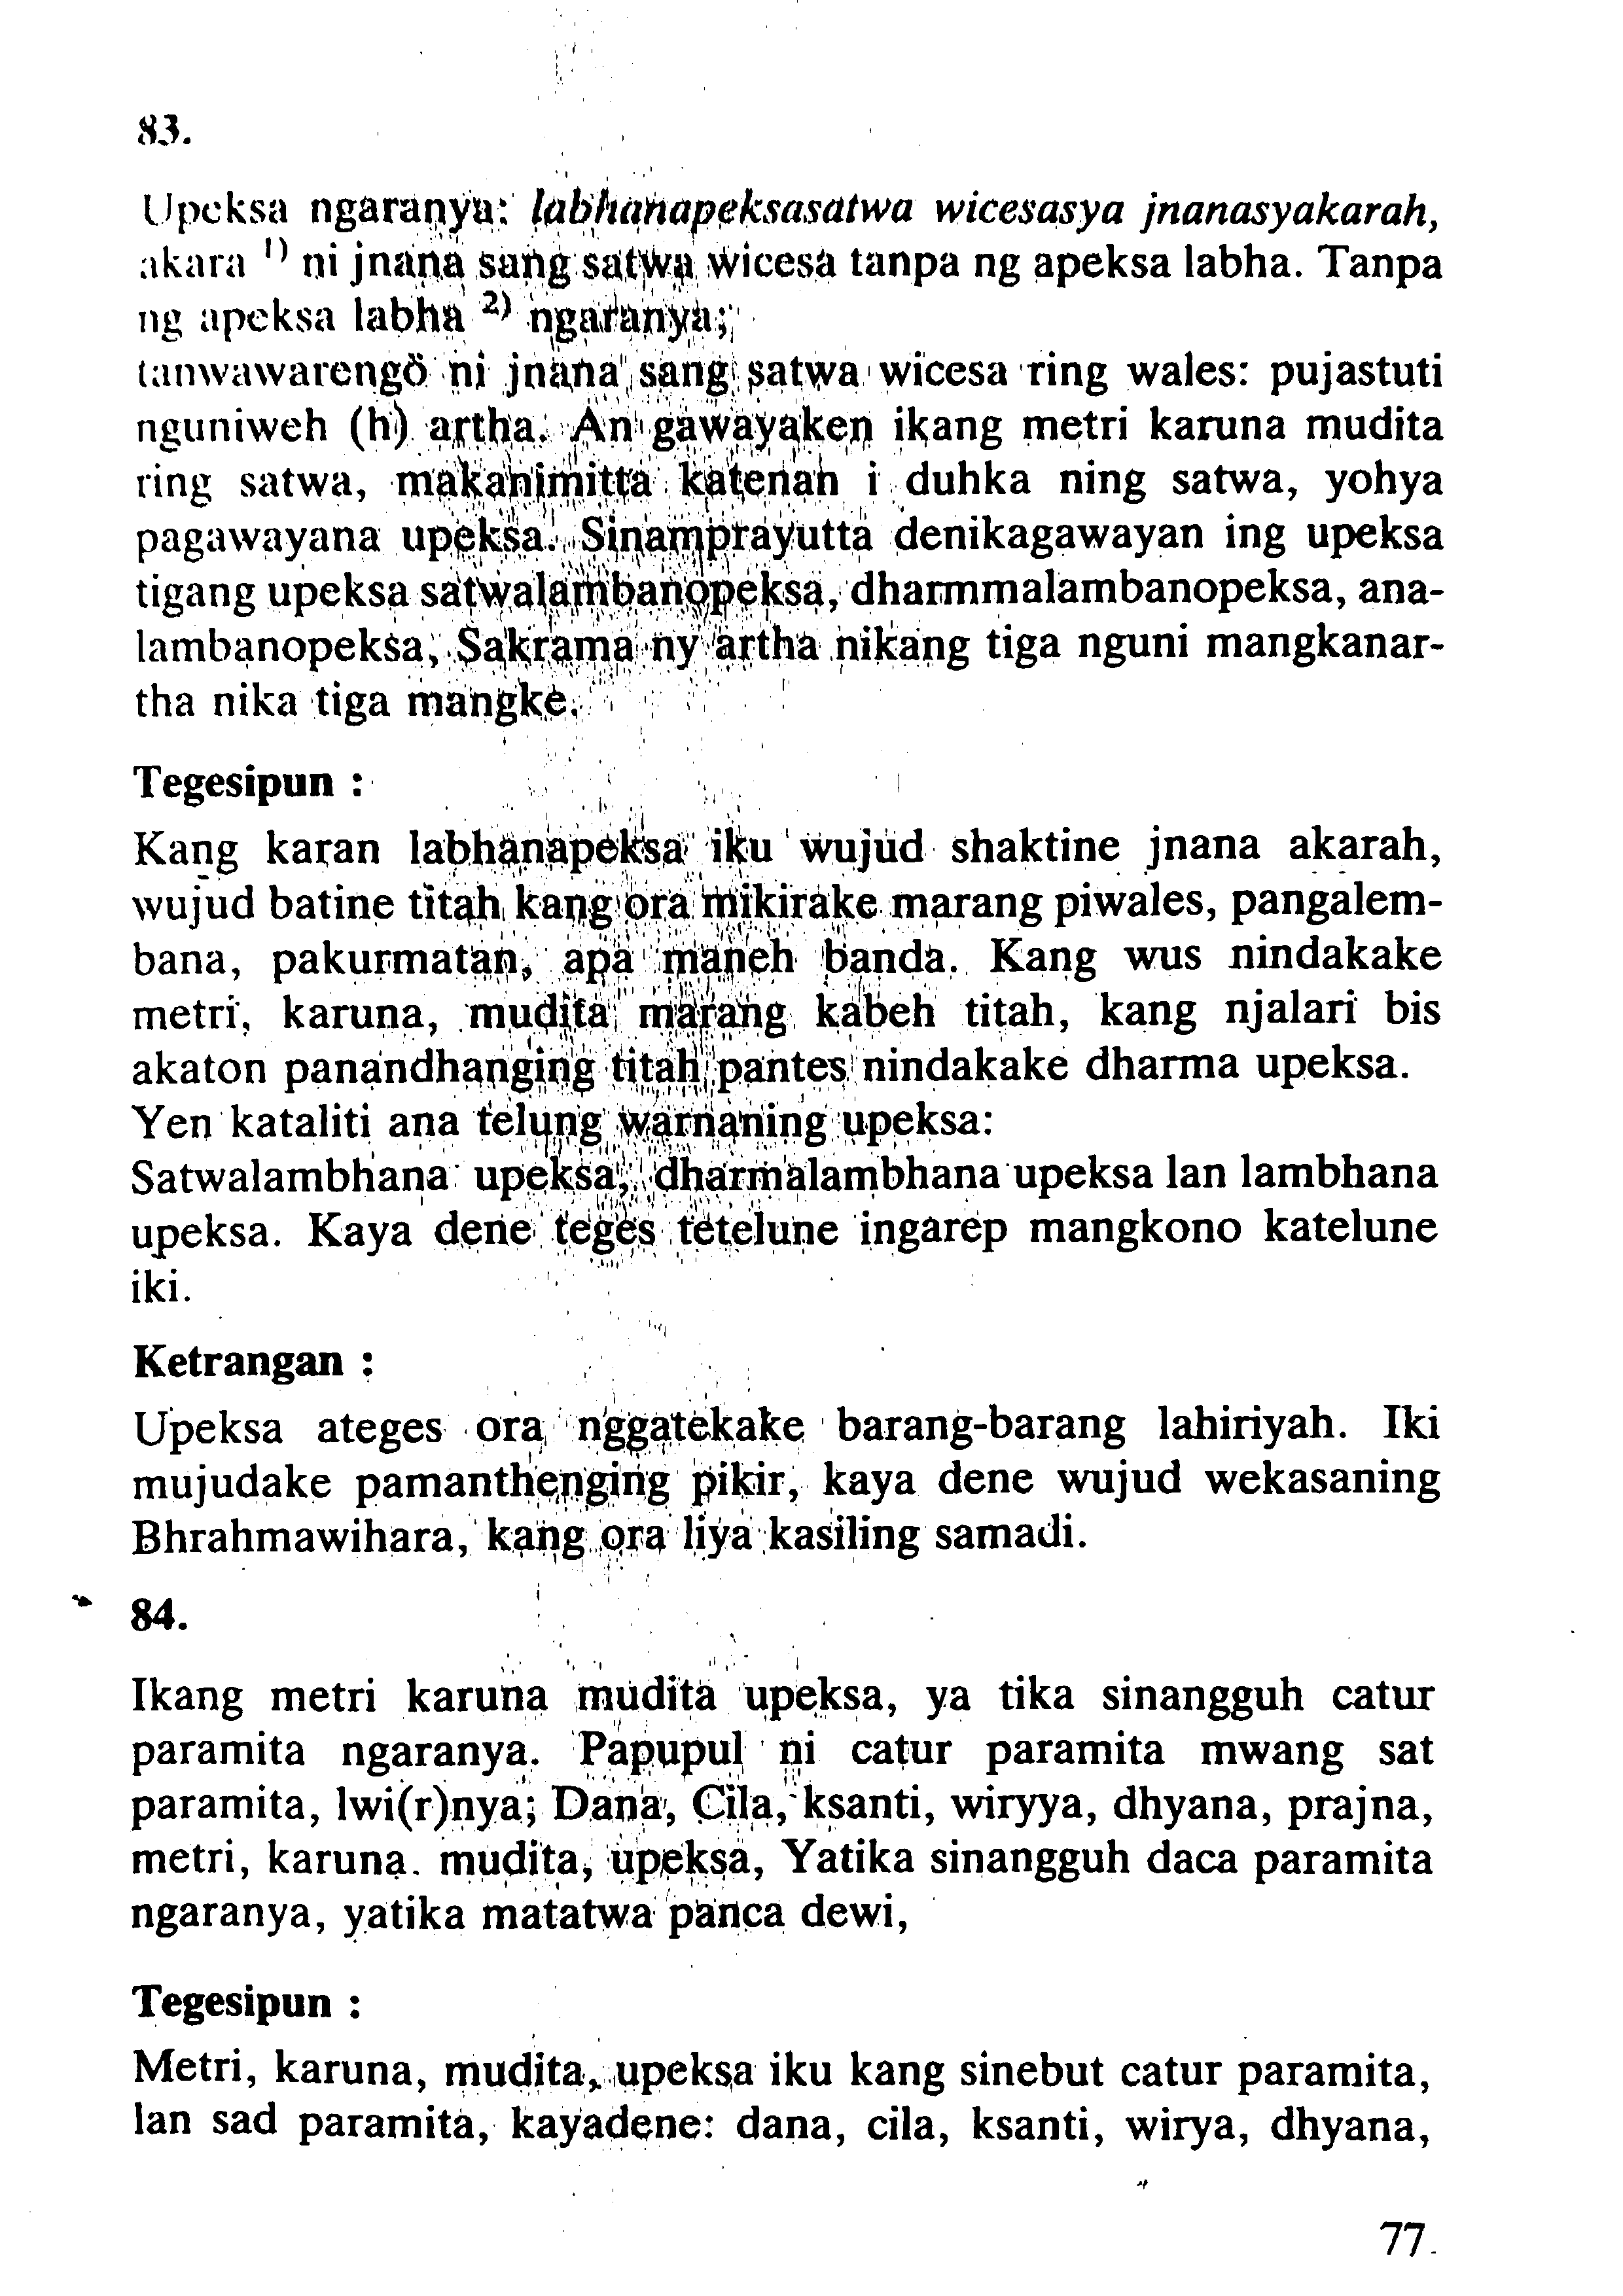 83.
Upeksa ngaranya: labhanapeksasatwa wicesasya jnanasyakarah,
akara 1) ni jnana sang satwa wicesa tanpa ng apeksa labha. Tanpa
ng apeksa labha 2) ngaranya;
tanwawarengö ni jnana sang satwa wicesa ring wales: pujastuti
nguniweh (h) artha. An gawayaken ikang metri karuna mudita
ring satwa, makanimitta katenah i duhka ning satwa, yohya
pagawayana upeksa. Sinamprayutta denikagawayan ing upeksa
tigang upeksa satwalambanopeksa, dharmmalambanopeksa, ana-
lambanopeksa, Sakrama ny artha nikang tiga nguni mangkanar-
tha nika tiga mangke.
Tegesipun :
Kang karan labhanapeksa iku wujud shaktine jnana akarah,
wujud batine titah kang ora mikirake marang piwales, pangalem-
bana, pakurmatan, apa maneh banda. Kang wus nindakake
metri, karuna, mudita marang kabeh titah, kang njalari bis
akaton panandhanging titah pantes nindakake dharma upeksa.
Yen kataliti ana telung warnaning upeksa:
Satwalambhana upeksa, dharmalambhana upeksa lan lambhana
upeksa. Kaya dene teges tetelune ingarep mangkono katelune
iki.
Ketrangan :
Upeksa ateges ora nggatekake barang-barang lahiriyah. Iki
mujudake pamanthenging pikir, kaya dene wujud wekasaning
Bhrahmawihara, kang ora liya kasiling samadi.
84.
Ikang metri karuna mudita upeksa, ya tika sinangguh catur
paramita ngaranya. Papupul ni catur paramita mwang sat
paramita, lwi(r)nya; Dana, Cila, ksanti, wiryya, dhyana, prajna,
metri, karuna. mudita, upeksa, Yatika sinangguh daca paramita
ngaranya, yatika matatwa panca dewi,
Tegesipun :
Metri, karuna, mudita, upeksa iku kang sinebut catur paramita,
lan sad paramita, kayadene: dana, cila, ksanti, wirya, dhyana,
77